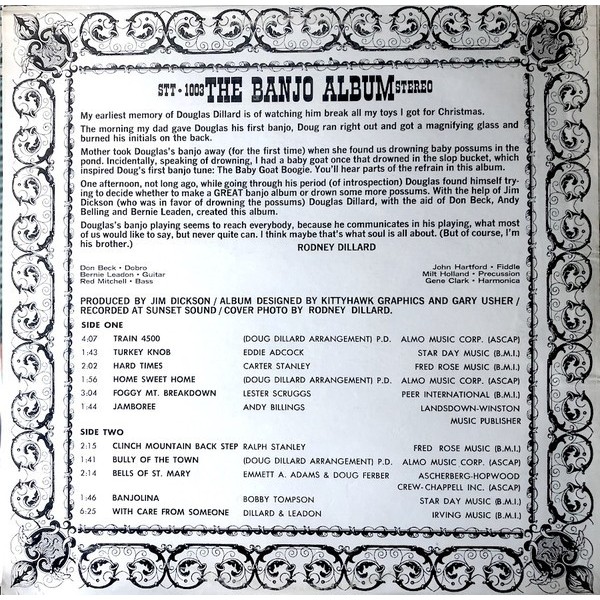 STT - 1003 THE BANJO ALBUM STEREO
My earliest memory of Douglas Dillard is of watching him break all my toys I got for Christmas.
The morning my dad gave Douglas his first banjo, Doug ran right out and got a magnifying glass and
burned his initials on the back.
Mother took Douglas's banjo away (for the first time) when she found us drowning baby possums in the
pond. Incidentally, speaking of drowning, I had a baby goat once that drowned in the slop bucket, which
inspired Doug's first banjo tune: The Baby Goat Boogie. You'll hear parts of the refrain in this album.
One afternoon, not long ago, while going through his period (of introspection) Douglas found himself try-
ing to decide whether to make a GREAT banjo album or drown some more possums. With the help of Jim
Dickson (who was in favor of drowning the possums) Douglas Dillard, with the aid of Don Beck, Andy
Belling and Bernie Leaden, created this album.
Douglas's banjo playing seems to reach everybody, because he communicates in his playing, what most
of us would like to say, but never quite can. I think maybe that's what soul is all about. (But of course, I'm
his brother.) RODNEY DILLARD
Don Beck • Dobro John Hartford • Fiddle
Bernie Leadon • Guitar Milt Holland • Precussion
Red Mitchell • Bass Gene Clark • Harmonica
PRODUCED BY JIM DICKSON / ALBUM DESIGNED BY KITTYHAWK GRAPHICS AND GARY USHER /
RECORDED AT SUNSET SOUND / COVER PHOTO BY RODNEY DILLARD.
SIDE ONE
4:07 TRAIN 4500 (DOUG DILLARD ARRANGEMENT) P.D. ALMO MUSIC CORP. (ASCAP)
1:43 TURKEY KNOB EDDIE ADCOCK STAR DAY MUSIC (B.M.I.)
2:02 HARD TIMES CARTER STANLEY FRED ROSE MUSIC (B.M.I.)
1:56 HOME SWEET HOME (DOUG DILLARD ARRANGEMENT) P.D. ALMO MUSIC CORP. (ASCAP)
3:04 FOGGY MT. BREAKDOWN LESTER SCRUGGS PEER INTERNATIONAL (B.M.I.)
1:44 JAMBOREE ANDY BILLINGS LANDSDOWN-WINSTON
MUSIC PUBLISHER
SIDE TWO
2:15 CLINCH MOUNTAIN BACK STEP RALPH STANLEY FRED ROSE MUSIC (B.M.I.)
1:41 BULLY OF THE TOWN (DOUG DILLARD ARRANGEMENT) P.D. ALMO MUSIC CORP. (ASCAP)
2:14 BELLS OF ST. MARY EMMETT A. ADAMS & DOUG FERBER ASCHERBERG-HOPWOOD
CREW-CHAPPELL INC. (ASCAP)
1:46 BANJOLINA BOBBY TOMPSON STAR DAY MUSIC (B.M.I.)
6:25 WITH CARE FROM SOMEONE DILLARD & LEADON IRVING MUSIC (B.M.I.)